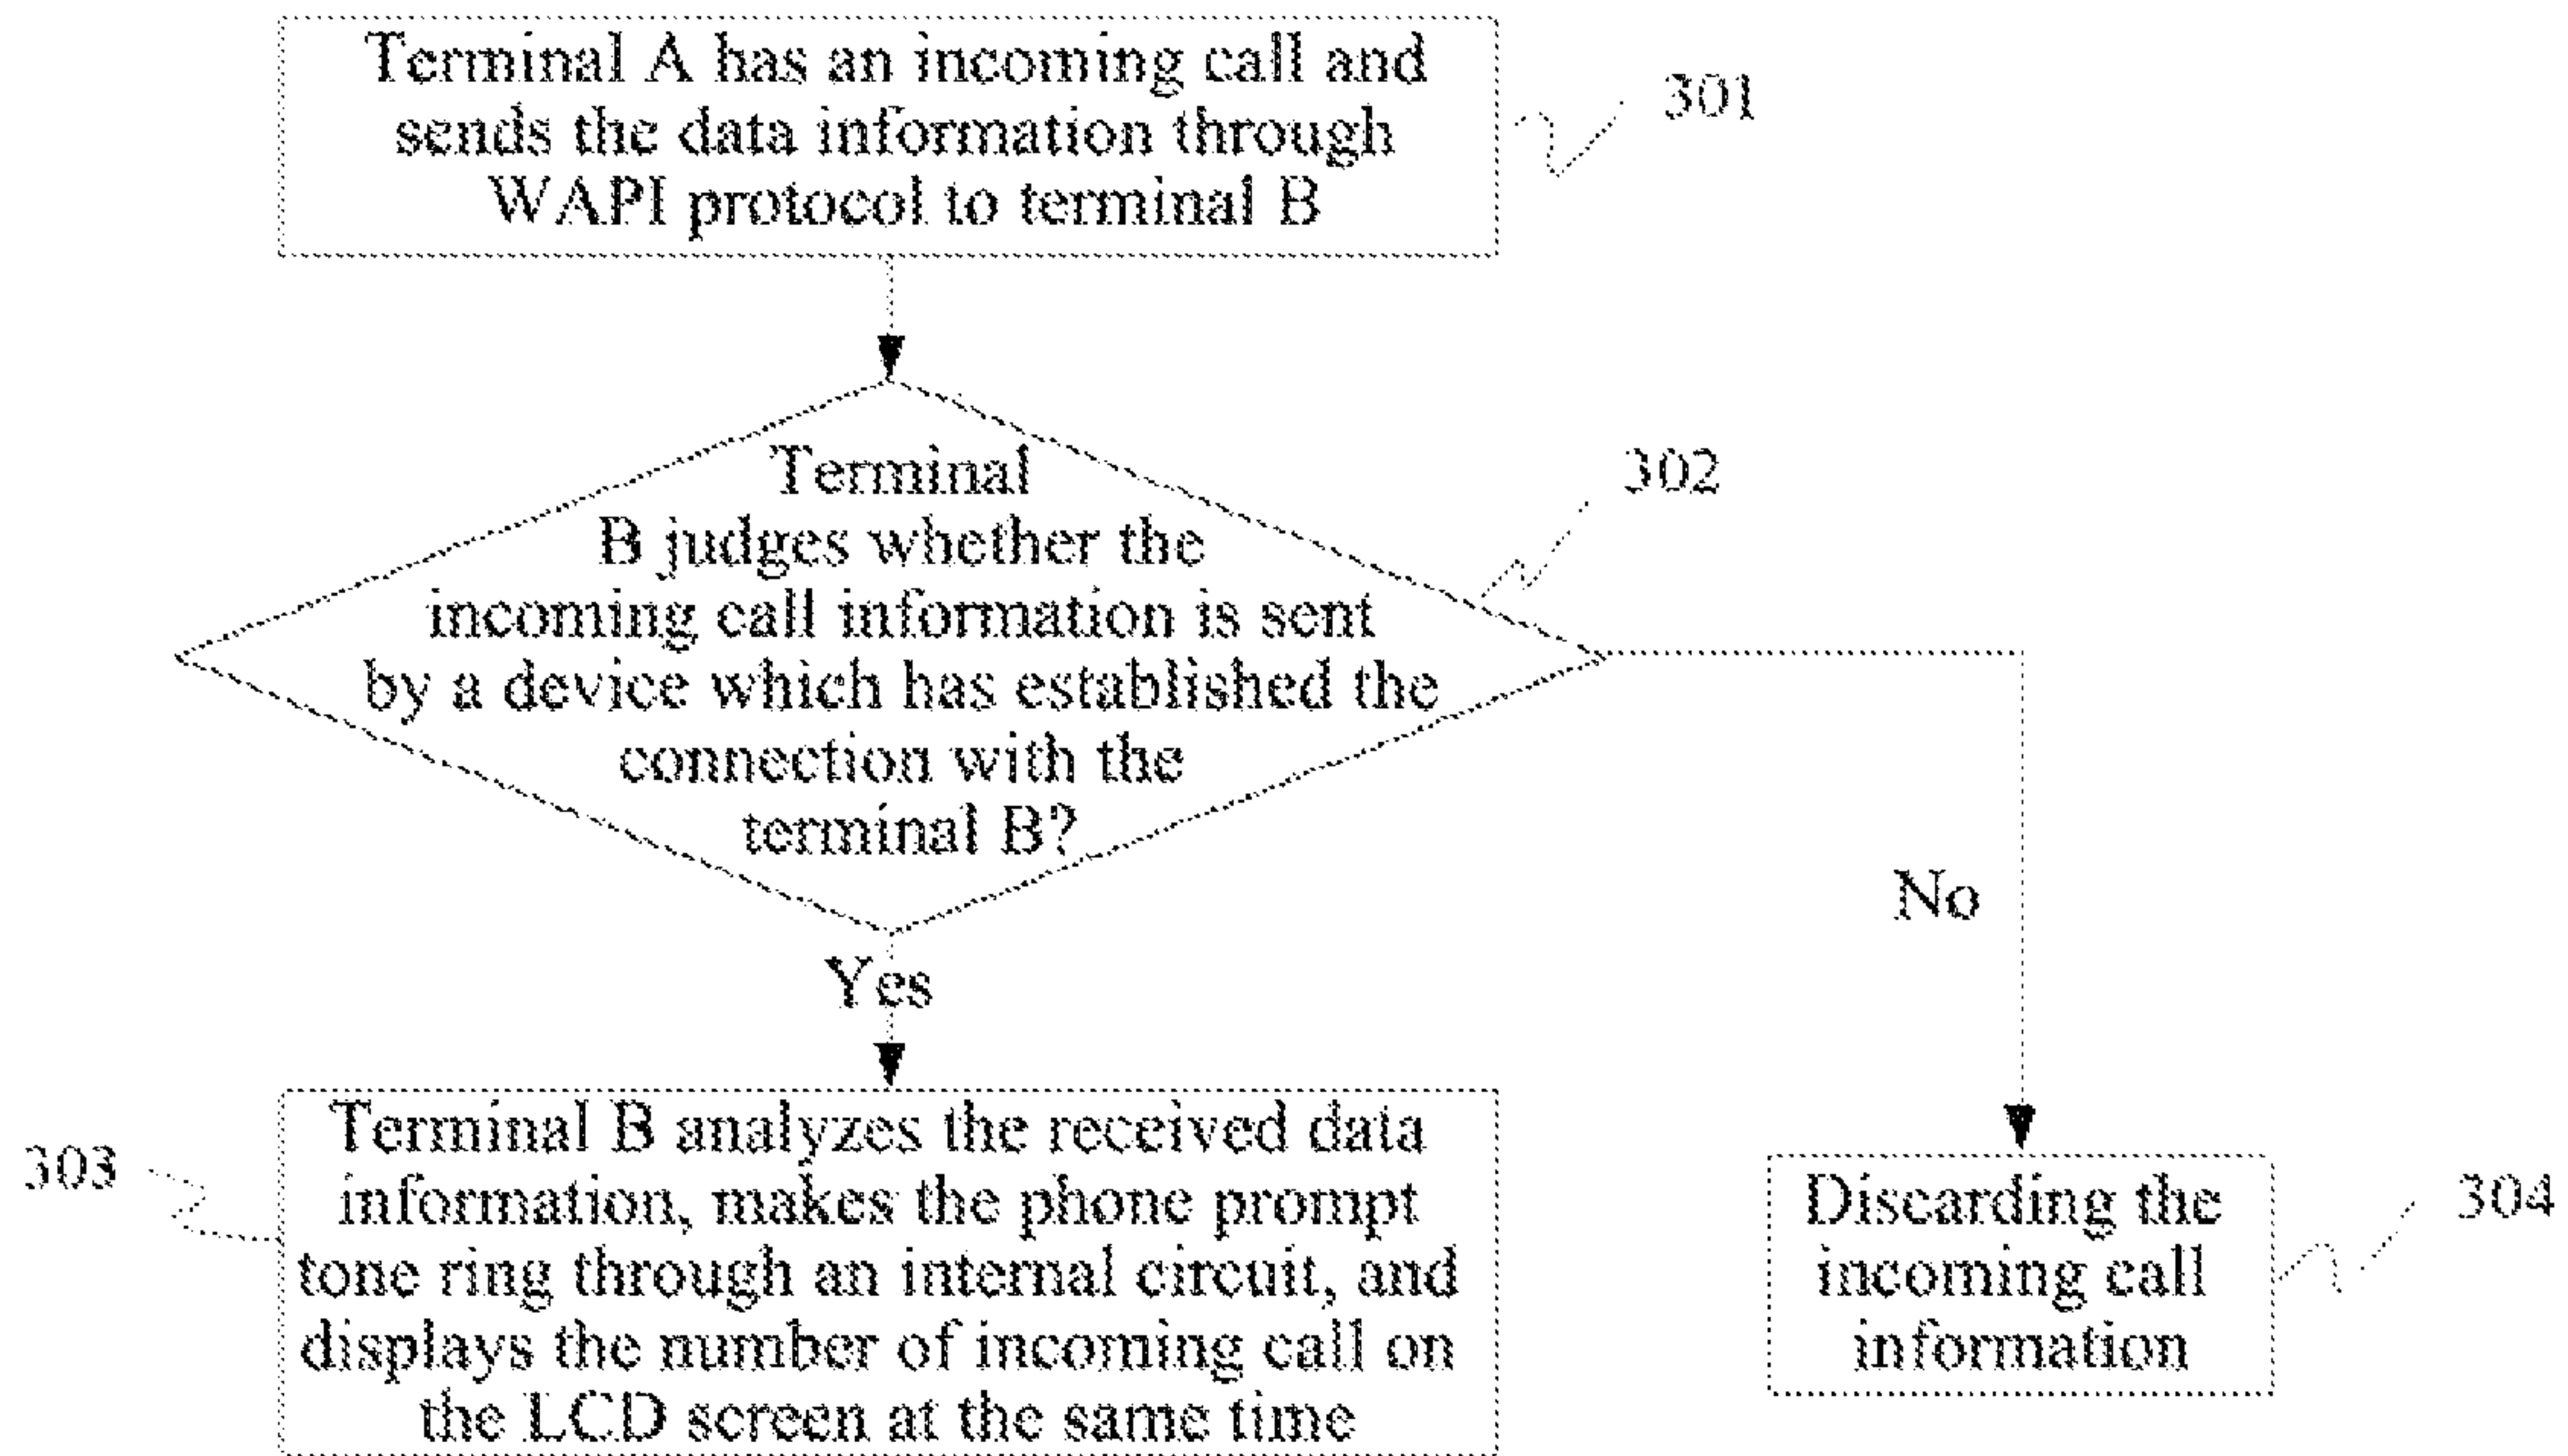 Terminal A has an incoming call and
sends the data information through
WAPI protocol to terminal B
301
Terminal
B judges whether the
incoming call information is sent
by a device which has established the
connection with the
terminal B?
302
No
Yes
303
Terminal B analyzes the received data
information, makes the phone prompt
tone ring through an internal circuit, and
displays the number of incoming call on
the LCD screen at the same time
Discarding the
incoming call
information
304